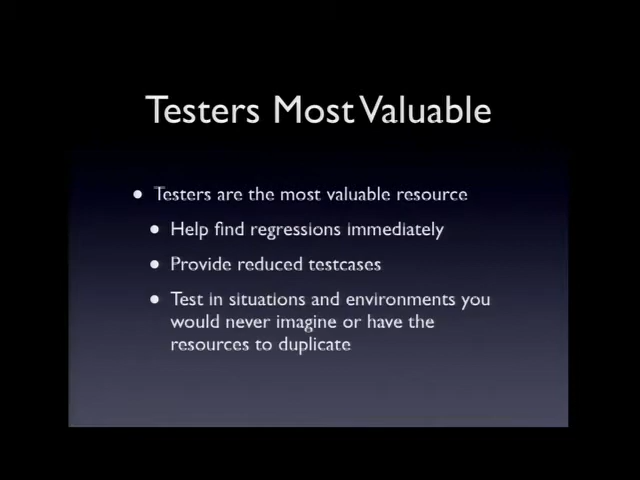 Testers Most Valuable
• Testers are the most valuable resource
• Help find regressions immediately
• Provide reduced testcases
• Test in situations and environments you
would never imagine or have the
resources to duplicate